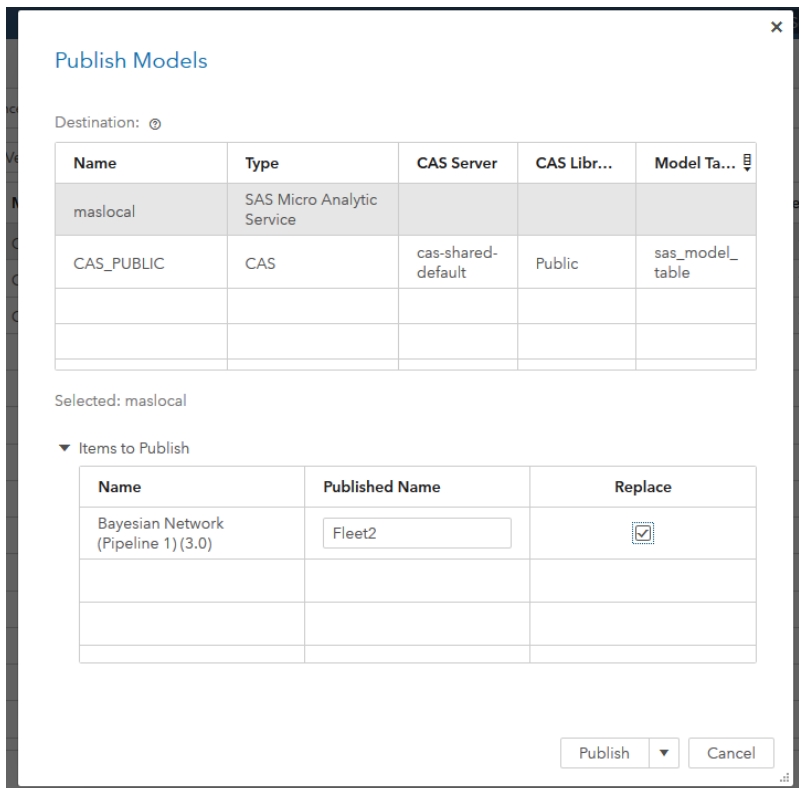 Publish Models
Destination:
Name Type CAS Server CAS Libr... Model Ta...
maslocal SAS Micro Analytic
Service
CAS_PUBLIC CAS cas-shared-
default Public sas_model_
table
Selected: maslocal
Items to Publish
Name Published Name Replace
Bayesian Network
(Pipeline 1) (3.0) Fleet2
Publish Cancel